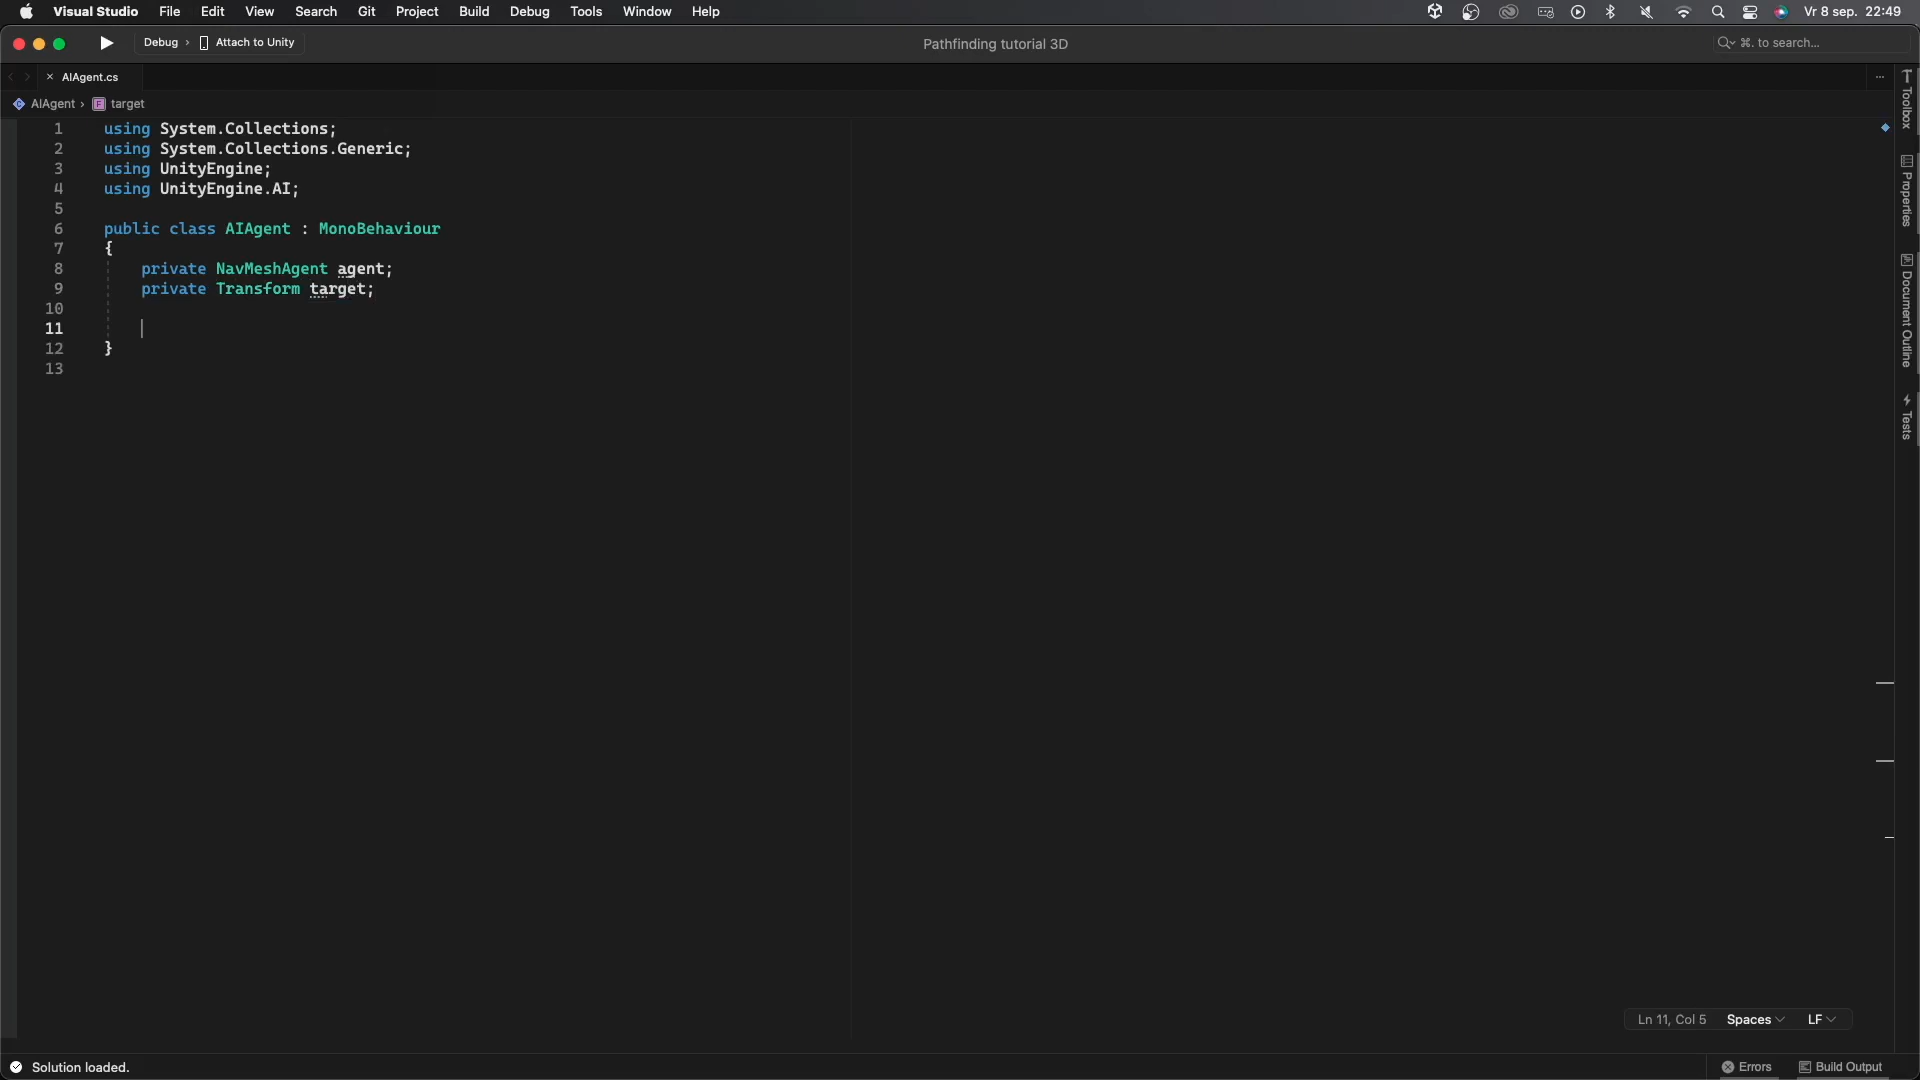 Visual Studio File Edit View Search Git Project Build Debug Tools Window Help Vr 8 sep. 22:49
Debug › Attach to Unity Pathfinding tutorial 3D ⌘. to search...
AIAgent.cs
AIAgent › target
1 using System.Collections;
2 using System.Collections.Generic;
3 using UnityEngine;
4 using UnityEngine.AI;
5
6 public class AIAgent : MonoBehaviour
7 {
8 private NavMeshAgent agent;
9 private Transform target;
10
11
12 }
13
Toolbox
Properties
Document Outline
Tests
Ln 11, Col 5 Spaces LF
Solution loaded. Errors Build Output